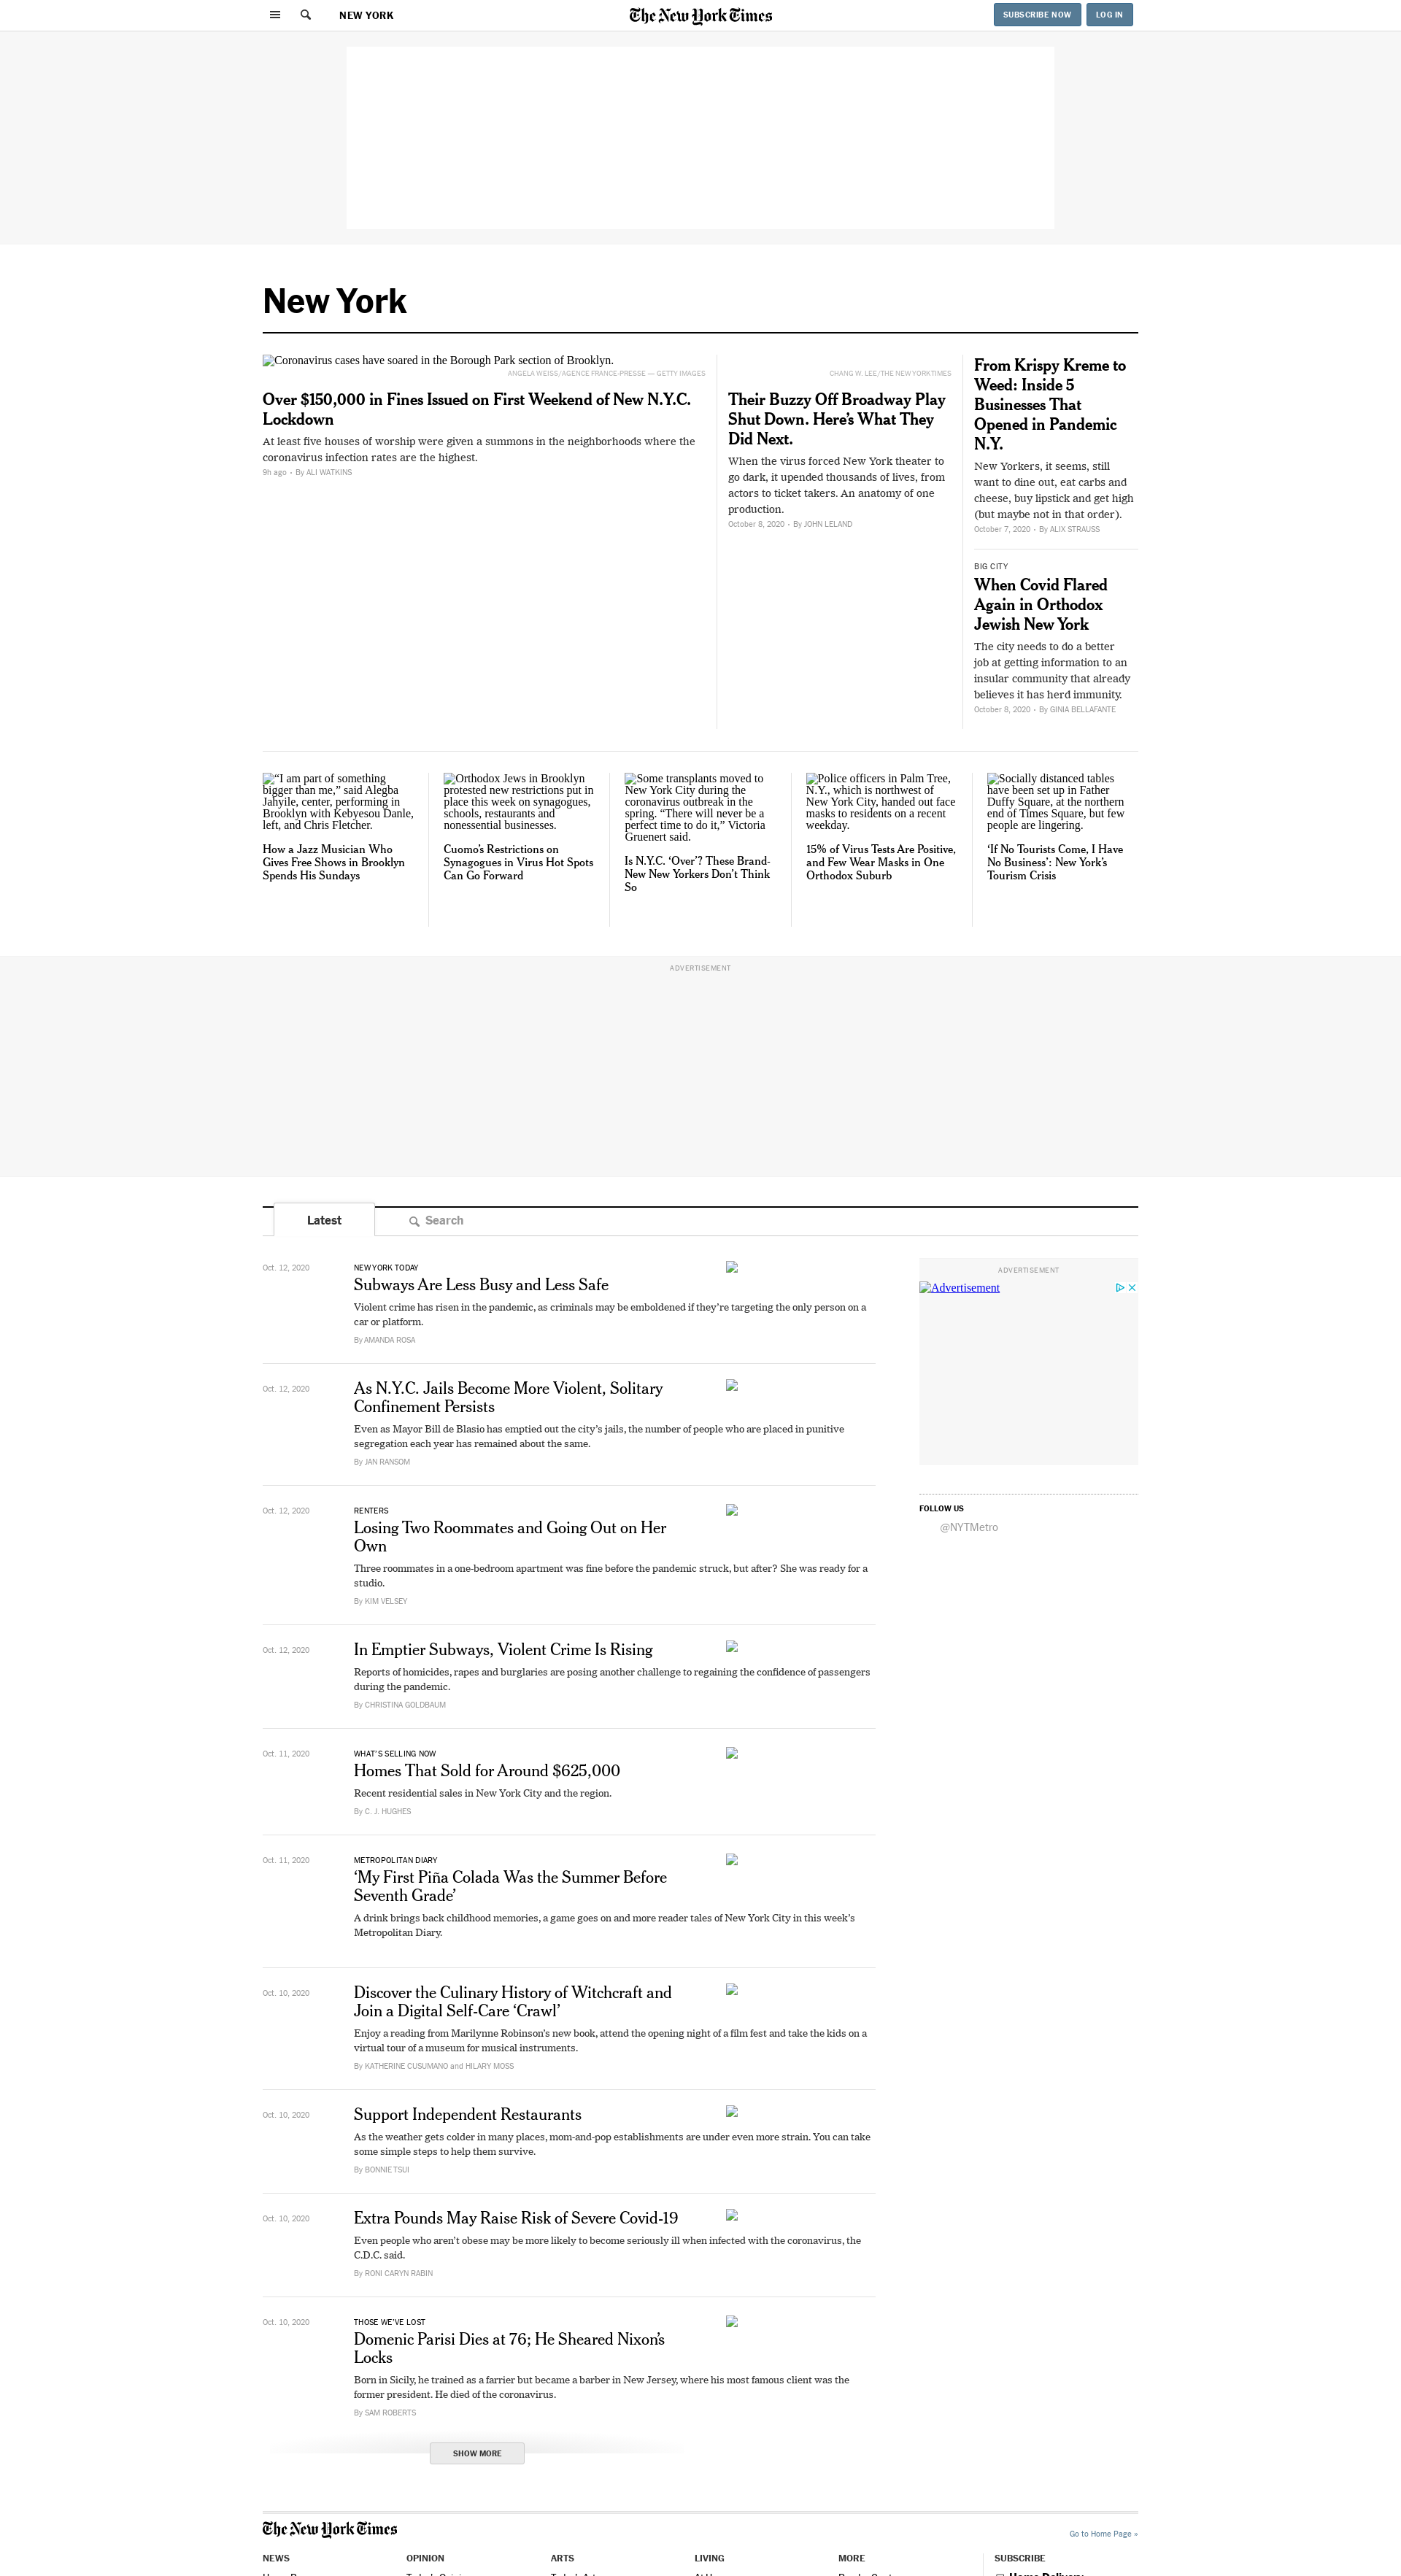 NEW YORK
The New York Times
SUBSCRIBE NOW
LOG IN
New York
Coronavirus cases have soared in the Borough Park section of Brooklyn.
ANGELA WEISS/AGENCE FRANCE-PRESSE — GETTY IMAGES
Over $150,000 in Fines Issued on First Weekend of New N.Y.C.
Lockdown
At least five houses of worship were given a summons in the neighborhoods where the
coronavirus infection rates are the highest.
9h ago • By ALI WATKINS
CHANG W. LEE/THE NEW YORK TIMES
Their Buzzy Off Broadway Play
Shut Down. Here’s What They
Did Next.
When the virus forced New York theater to
go dark, it upended thousands of lives, from
actors to ticket takers. An anatomy of one
production.
October 8, 2020 • By JOHN LELAND
From Krispy Kreme to
Weed: Inside 5
Businesses That
Opened in Pandemic
N.Y.
New Yorkers, it seems, still
want to dine out, eat carbs and
cheese, buy lipstick and get high
(but maybe not in that order).
October 7, 2020 • By ALIX STRAUSS
BIG CITY
When Covid Flared
Again in Orthodox
Jewish New York
The city needs to do a better
job at getting information to an
insular community that already
believes it has herd immunity.
October 8, 2020 • By GINIA BELLAFANTE
“I am part of something
bigger than me,” said Alegba
Jahyile, center, performing in
Brooklyn with Kebyesou Danle,
left, and Chris Fletcher.
How a Jazz Musician Who
Gives Free Shows in Brooklyn
Spends His Sundays
Orthodox Jews in Brooklyn
protested new restrictions put in
place this week on synagogues,
schools, restaurants and
nonessential businesses.
Cuomo’s Restrictions on
Synagogues in Virus Hot Spots
Can Go Forward
Some transplants moved to
New York City during the
coronavirus outbreak in the
spring. “There will never be a
perfect time to do it,” Victoria
Gruenert said.
Is N.Y.C. ‘Over’? These Brand-
New New Yorkers Don’t Think
So
Police officers in Palm Tree,
N.Y., which is northwest of
New York City, handed out face
masks to residents on a recent
weekday.
15% of Virus Tests Are Positive,
and Few Wear Masks in One
Orthodox Suburb
Socially distanced tables
have been set up in Father
Duffy Square, at the northern
end of Times Square, but few
people are lingering.
‘If No Tourists Come, I Have
No Business’: New York’s
Tourism Crisis
ADVERTISEMENT
Latest
Search
Oct. 12, 2020
NEW YORK TODAY
Subways Are Less Busy and Less Safe
Violent crime has risen in the pandemic, as criminals may be emboldened if they’re targeting the only person on a
car or platform.
By AMANDA ROSA
Oct. 12, 2020
As N.Y.C. Jails Become More Violent, Solitary
Confinement Persists
Even as Mayor Bill de Blasio has emptied out the city’s jails, the number of people who are placed in punitive
segregation each year has remained about the same.
By JAN RANSOM
Oct. 12, 2020
RENTERS
Losing Two Roommates and Going Out on Her
Own
Three roommates in a one-bedroom apartment was fine before the pandemic struck, but after? She was ready for a
studio.
By KIM VELSEY
Oct. 12, 2020
In Emptier Subways, Violent Crime Is Rising
Reports of homicides, rapes and burglaries are posing another challenge to regaining the confidence of passengers
during the pandemic.
By CHRISTINA GOLDBAUM
Oct. 11, 2020
WHAT’S SELLING NOW
Homes That Sold for Around $625,000
Recent residential sales in New York City and the region.
By C. J. HUGHES
Oct. 11, 2020
METROPOLITAN DIARY
‘My First Piña Colada Was the Summer Before
Seventh Grade’
A drink brings back childhood memories, a game goes on and more reader tales of New York City in this week’s
Metropolitan Diary.
Oct. 10, 2020
Discover the Culinary History of Witchcraft and
Join a Digital Self-Care ‘Crawl’
Enjoy a reading from Marilynne Robinson’s new book, attend the opening night of a film fest and take the kids on a
virtual tour of a museum for musical instruments.
By KATHERINE CUSUMANO and HILARY MOSS
Oct. 10, 2020
Support Independent Restaurants
As the weather gets colder in many places, mom-and-pop establishments are under even more strain. You can take
some simple steps to help them survive.
By BONNIE TSUI
Oct. 10, 2020
Extra Pounds May Raise Risk of Severe Covid-19
Even people who aren’t obese may be more likely to become seriously ill when infected with the coronavirus, the
C.D.C. said.
By RONI CARYN RABIN
Oct. 10, 2020
THOSE WE’VE LOST
Domenic Parisi Dies at 76; He Sheared Nixon’s
Locks
Born in Sicily, he trained as a farrier but became a barber in New Jersey, where his most famous client was the
former president. He died of the coronavirus.
By SAM ROBERTS
SHOW MORE
ADVERTISEMENT
Advertisement
FOLLOW US
@NYTMetro
The New York Times
Go to Home Page »
NEWS
OPINION
ARTS
LIVING
MORE
SUBSCRIBE